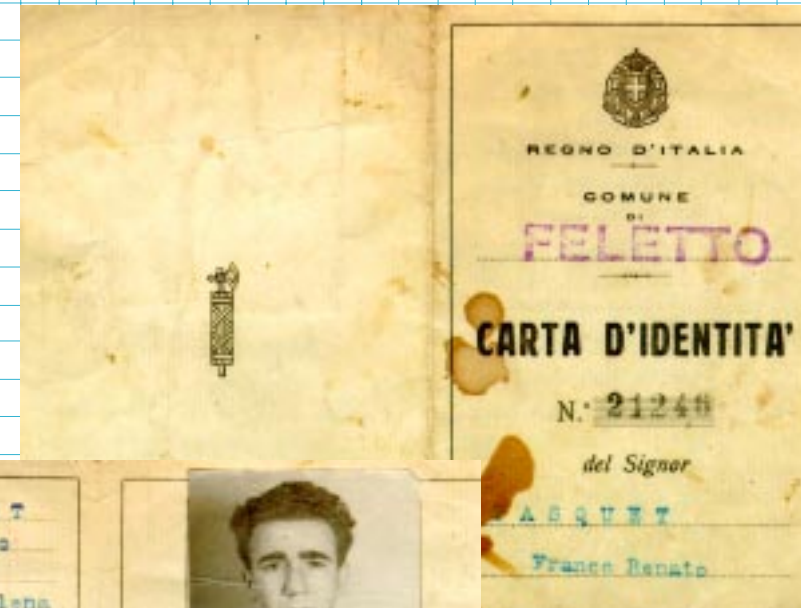 REGNO D'ITALIA
COMUNE
DI
FELETTO
CARTA D'IDENTITA'
N.° 21246
del Signor
ASQUET
Franco Renato
T